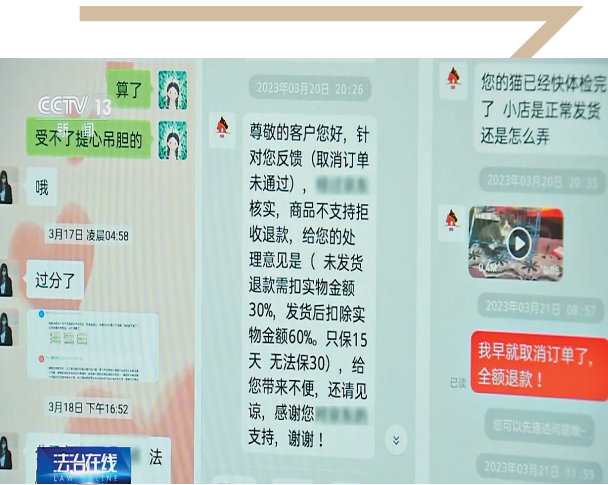 算了
CCTV 13
新闻
受不了提心吊胆的
哦
3月17日 凌晨04:58
过分了
3月18日 下午16:52
法
法治在线
LAW ONLINE
2023年03月20日 20:26
尊敬的客户您好，针
对您反馈（取消订单
未通过），
核实，商品不支持拒
收退款，给您的处
理意见是（ 未发货
退款需扣实物金额
30%，发货后扣除实
物金额60%。只保15
天 无法保30），给
您带来不便，还请见
谅，感谢您
支持，谢谢！
您的猫已经快体检完
了 小店是正常发货
还是怎么弄
2023年03月20日 20:35
2023年03月21日 08:57
我早就取消订单了，
全额退款！
已读
您可以先描述问题哦~
2023年03月21日 11:59